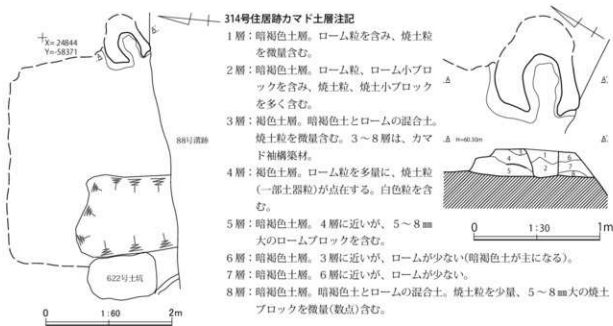 314号住居跡カマド土層注記
1層：暗褐色土層。ローム粒を含み、焼土粒
を微量含む。
2層：暗褐色土層。ローム粒、ローム小ブロ
ックを含み、焼土粒、焼土小ブロック
を多く含む。
3層：褐色土層。暗褐色土とロームの混合土。
焼土粒を微量含む。3～8層は、カマ
ド袖構築材。
4層：褐色土層。ローム粒を多量に、焼土粒
（一部土器粒）が点在する。白色粒を含
む。
5層：暗褐色土層。4層に近いが、5～8㎜
大のロームブロックを含む。
6層：暗褐色土層。3層に近いが、ロームが少ない(暗褐色土が主になる)。
7層：暗褐色土層。6層に近いが、ロームが少ない。
8層：暗褐色土層。暗褐土とロームの混合土。焼土粒を少量、5～8㎜大の焼土
ブロックを微量(数点)含む。
X= 24844
Y=-58371
88号溝跡
622号土坑
0 1:60 2m
H=60.50m
4
5
2
6
7
8
0 1:30 1m